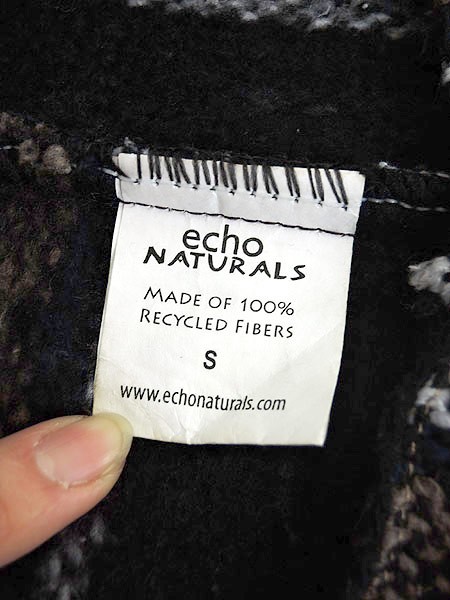 echo
NATURALS
MADE OF 100%
RECYCLED FIBERS
S
www.echonaturals.com